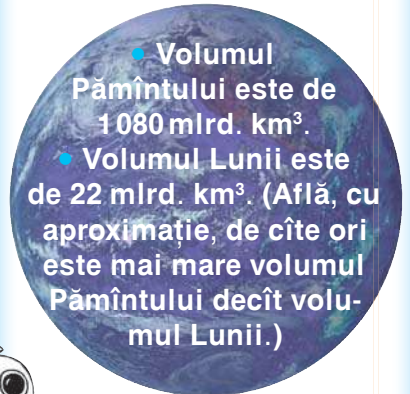 • Volumul
Pămîntului este de
1 080 mlrd. km³.
• Volumul Lunii este
de 22 mlrd. km³. (Află, cu
aproximație, de cîte ori
este mai mare volumul
Pămîntului decît volu-
mul Lunii.)